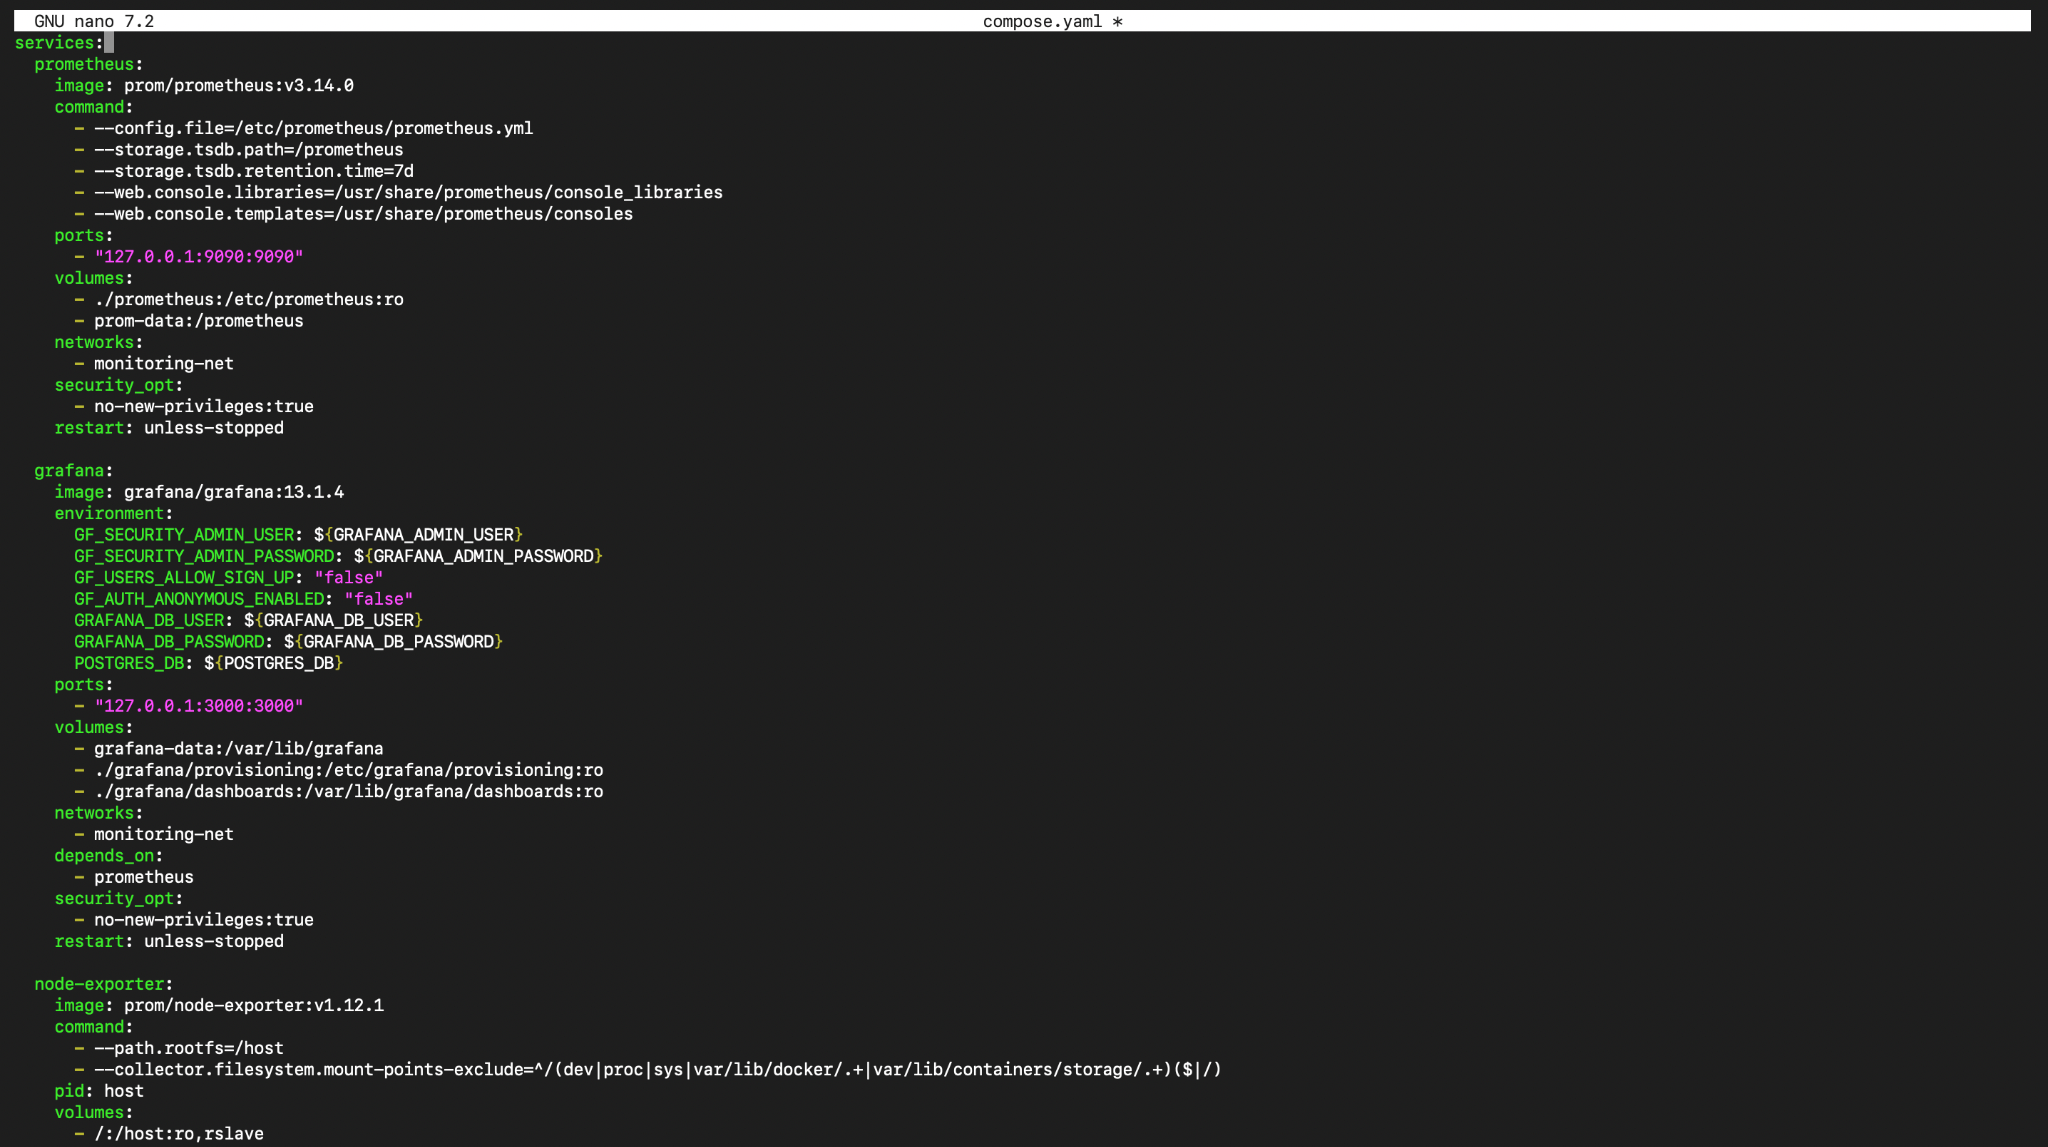 GNU nano 7.2 compose.yaml *
services:
  prometheus:
    image: prom/prometheus:v3.14.0
    command:
      - --config.file=/etc/prometheus/prometheus.yml
      - --storage.tsdb.path=/prometheus
      - --storage.tsdb.retention.time=7d
      - --web.console.libraries=/usr/share/prometheus/console_libraries
      - --web.console.templates=/usr/share/prometheus/consoles
    ports:
      - "127.0.0.1:9090:9090"
    volumes:
      - ./prometheus:/etc/prometheus:ro
      - prom-data:/prometheus
    networks:
      - monitoring-net
    security_opt:
      - no-new-privileges:true
    restart: unless-stopped

  grafana:
    image: grafana/grafana:13.1.4
    environment:
      GF_SECURITY_ADMIN_USER: ${GRAFANA_ADMIN_USER}
      GF_SECURITY_ADMIN_PASSWORD: ${GRAFANA_ADMIN_PASSWORD}
      GF_USERS_ALLOW_SIGN_UP: "false"
      GF_AUTH_ANONYMOUS_ENABLED: "false"
      GRAFANA_DB_USER: ${GRAFANA_DB_USER}
      GRAFANA_DB_PASSWORD: ${GRAFANA_DB_PASSWORD}
      POSTGRES_DB: ${POSTGRES_DB}
    ports:
      - "127.0.0.1:3000:3000"
    volumes:
      - grafana-data:/var/lib/grafana
      - ./grafana/provisioning:/etc/grafana/provisioning:ro
      - ./grafana/dashboards:/var/lib/grafana/dashboards:ro
    networks:
      - monitoring-net
    depends_on:
      - prometheus
    security_opt:
      - no-new-privileges:true
    restart: unless-stopped

  node-exporter:
    image: prom/node-exporter:v1.12.1
    command:
      - --path.rootfs=/host
      - --collector.filesystem.mount-points-exclude=^/(dev|proc|sys|var/lib/docker/.+|var/lib/containers/storage/.+)($|/)
    pid: host
    volumes:
      - /:/host:ro,rslave